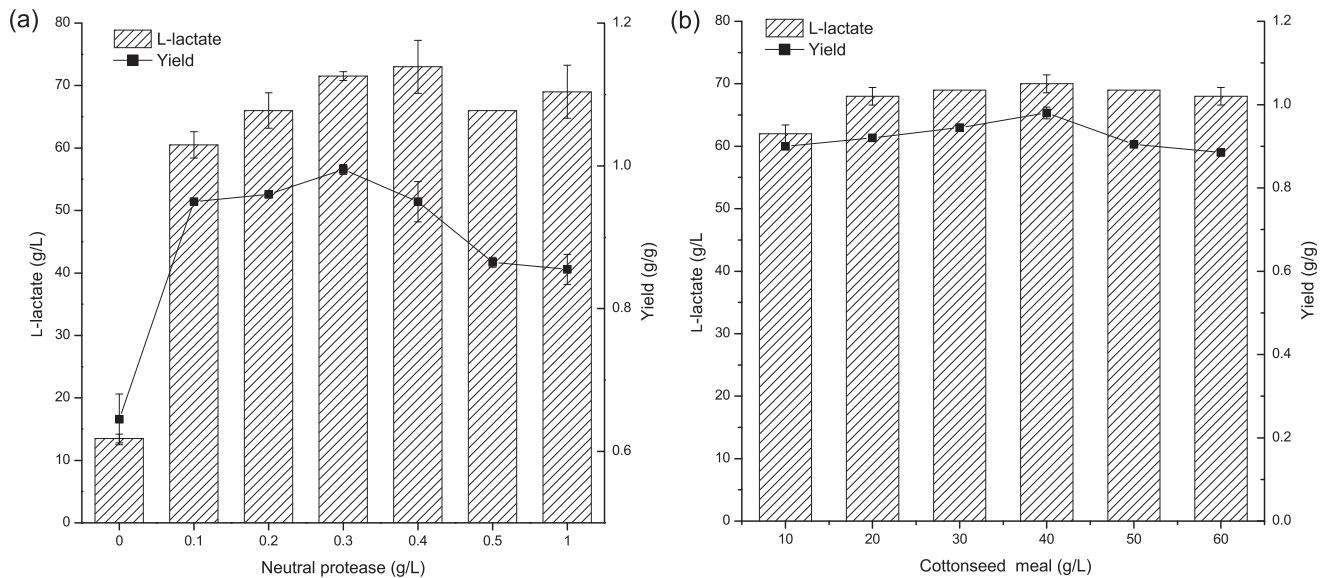 (a)
L-lactate
Yield
80
70
60
50
40
30
20
10
0
L-lactate (g/L)
1.2
1.0
0.8
0.6
Yield (g/g)
0 0.1 0.2 0.3 0.4 0.5 1
Neutral protease (g/L)
(b)
L-lactate
Yield
80
70
60
50
40
30
20
10
0
L-lactate (g/L
1.2
1.0
0.8
0.6
0.4
0.2
0.0
Yield (g/g)
10 20 30 40 50 60
Cottonseed meal (g/L)